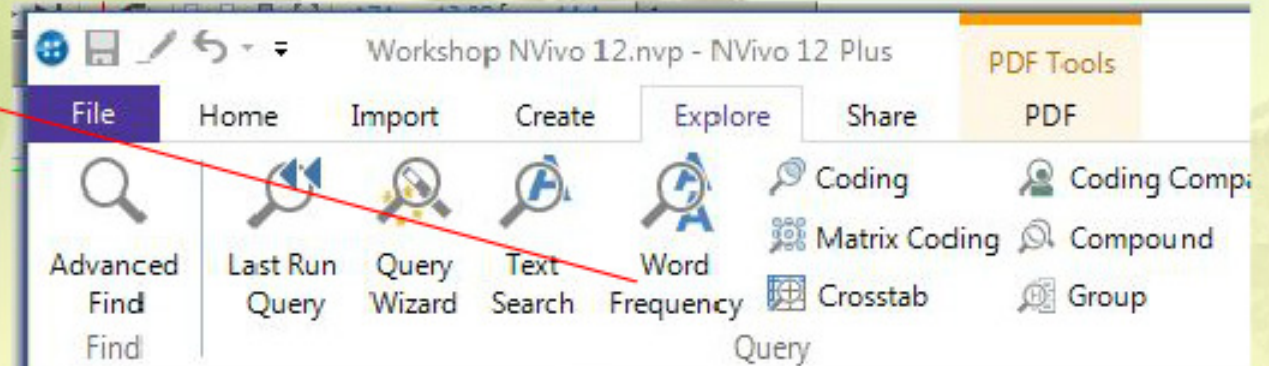 Workshop NVivo 12.nvp - NVivo 12 Plus
PDF Tools
File Home Import Create Explore Share PDF
Advanced Find
Last Run Query
Query Wizard
Text Search
Word Frequency
Coding
Matrix Coding
Crosstab
Coding
Compound
Group
Find
Query